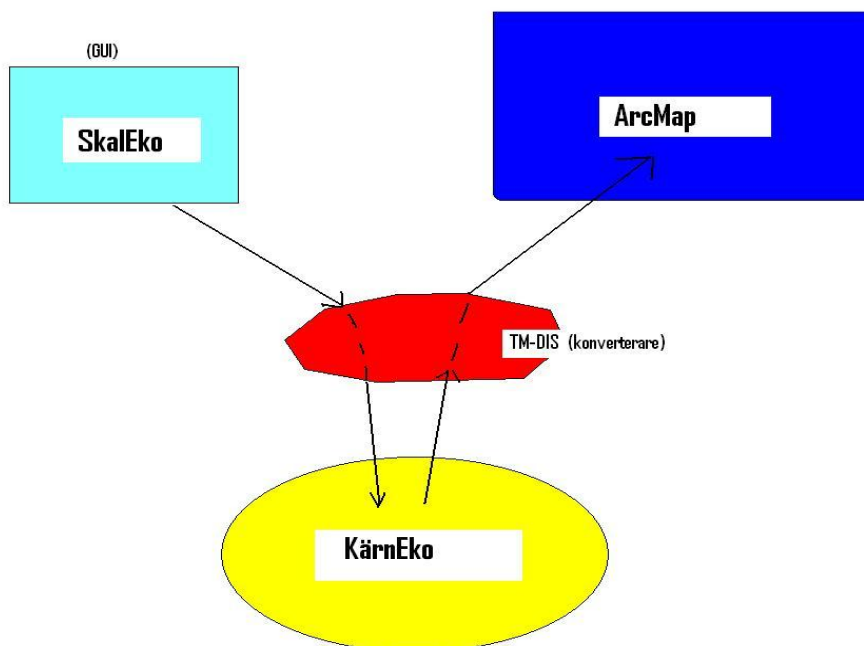 (GUI)
SkalEko
ArcMap
TM-DIS (konverterare)
KärnEko